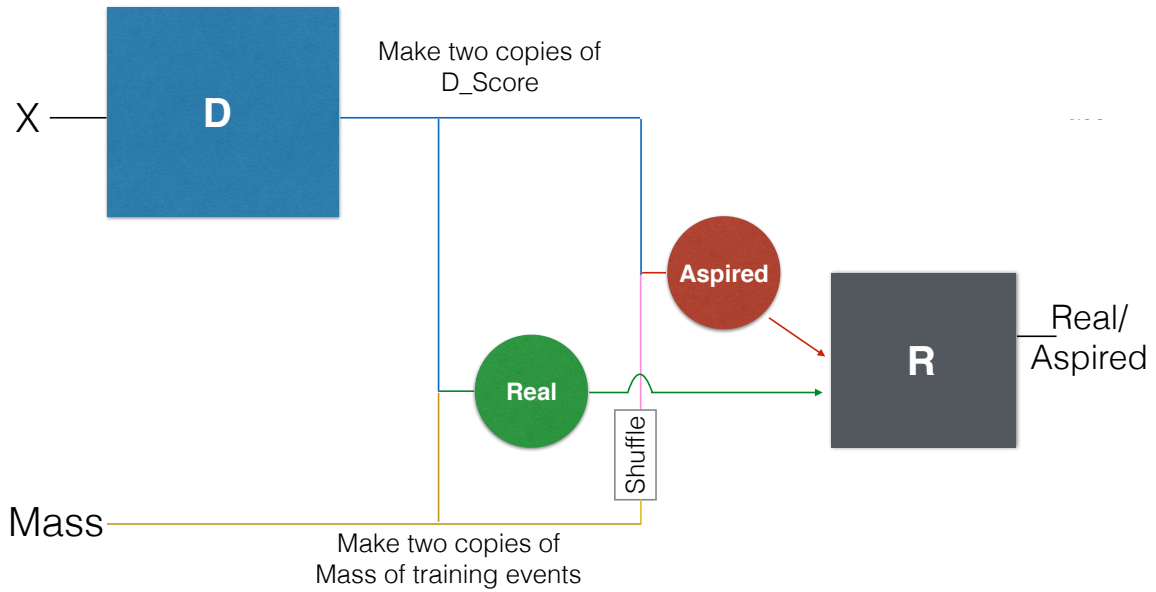 Make two copies of
D_Score
D
X
Aspired
Real/
Aspired
R
Real
Shuffle
Mass
Make two copies of
Mass of training events